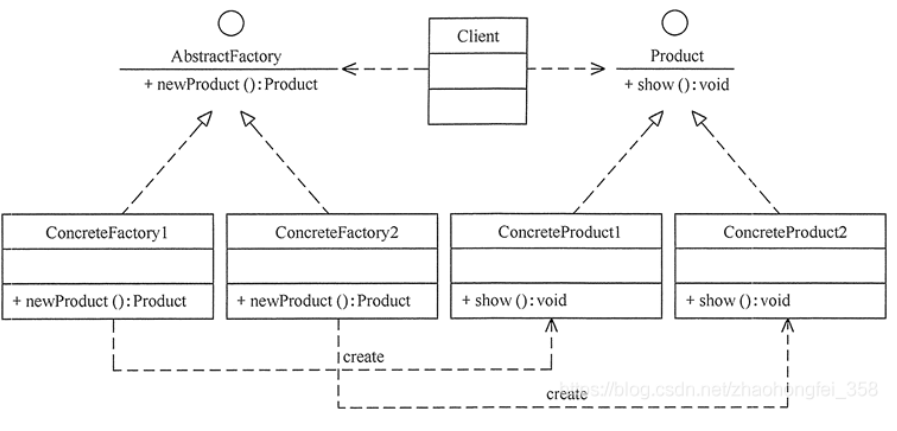 AbstractFactory
+ newProduct (): Product
Client
Product
+ show (): void
ConcreteFactory1
+ newProduct (): Product
ConcreteFactory2
+ newProduct (): Product
ConcreteProduct1
+ show (): void
ConcreteProduct2
+ show (): void
create
create
https://blog.csdn.net/zhaohongfei_358